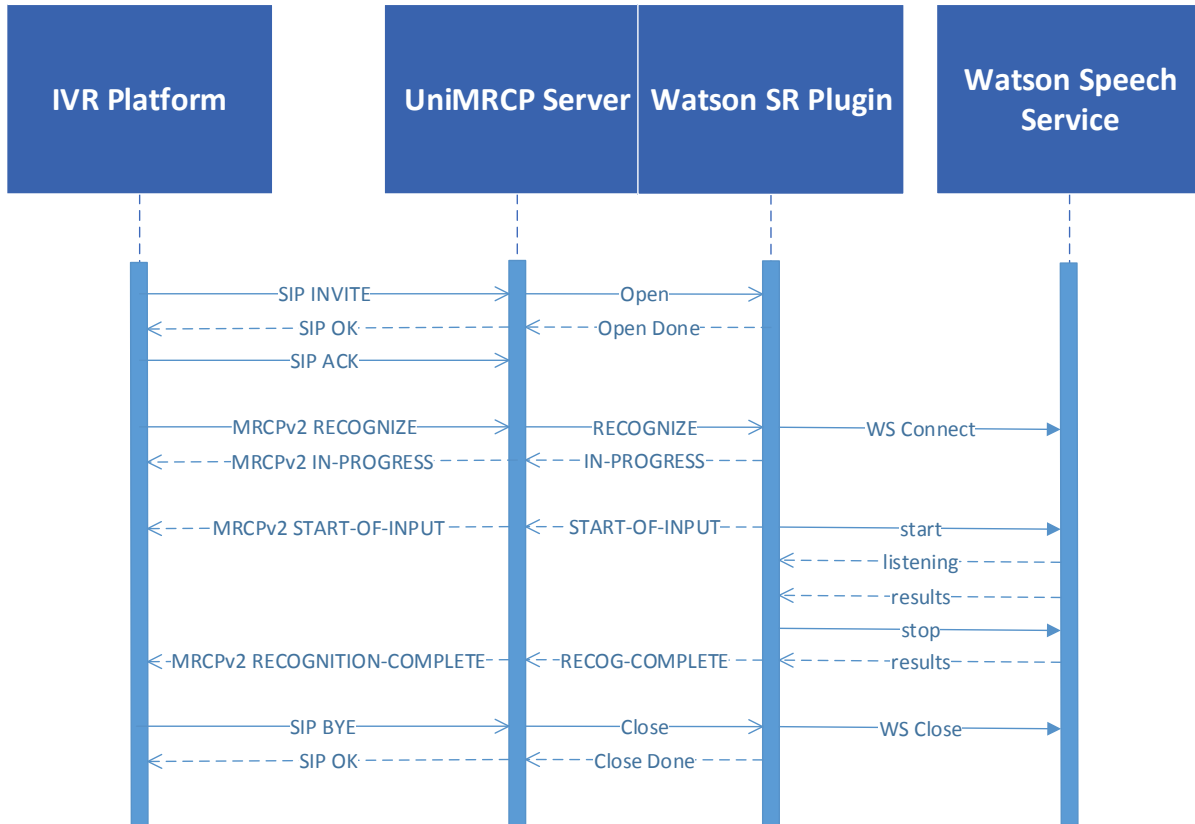 IVR Platform
UniMRCP Server
Watson SR Plugin
Watson Speech
Service
SIP INVITE
Open
SIP OK
Open Done
SIP ACK
MRCPv2 RECOGNIZE
RECOGNIZE
WS Connect
MRCPv2 IN-PROGRESS
IN-PROGRESS
MRCPv2 START-OF-INPUT
START-OF-INPUT
start
listening
results
stop
MRCPv2 RECOGNITION-COMPLETE
RECOG-COMPLETE
results
SIP BYE
Close
WS Close
SIP OK
Close Done